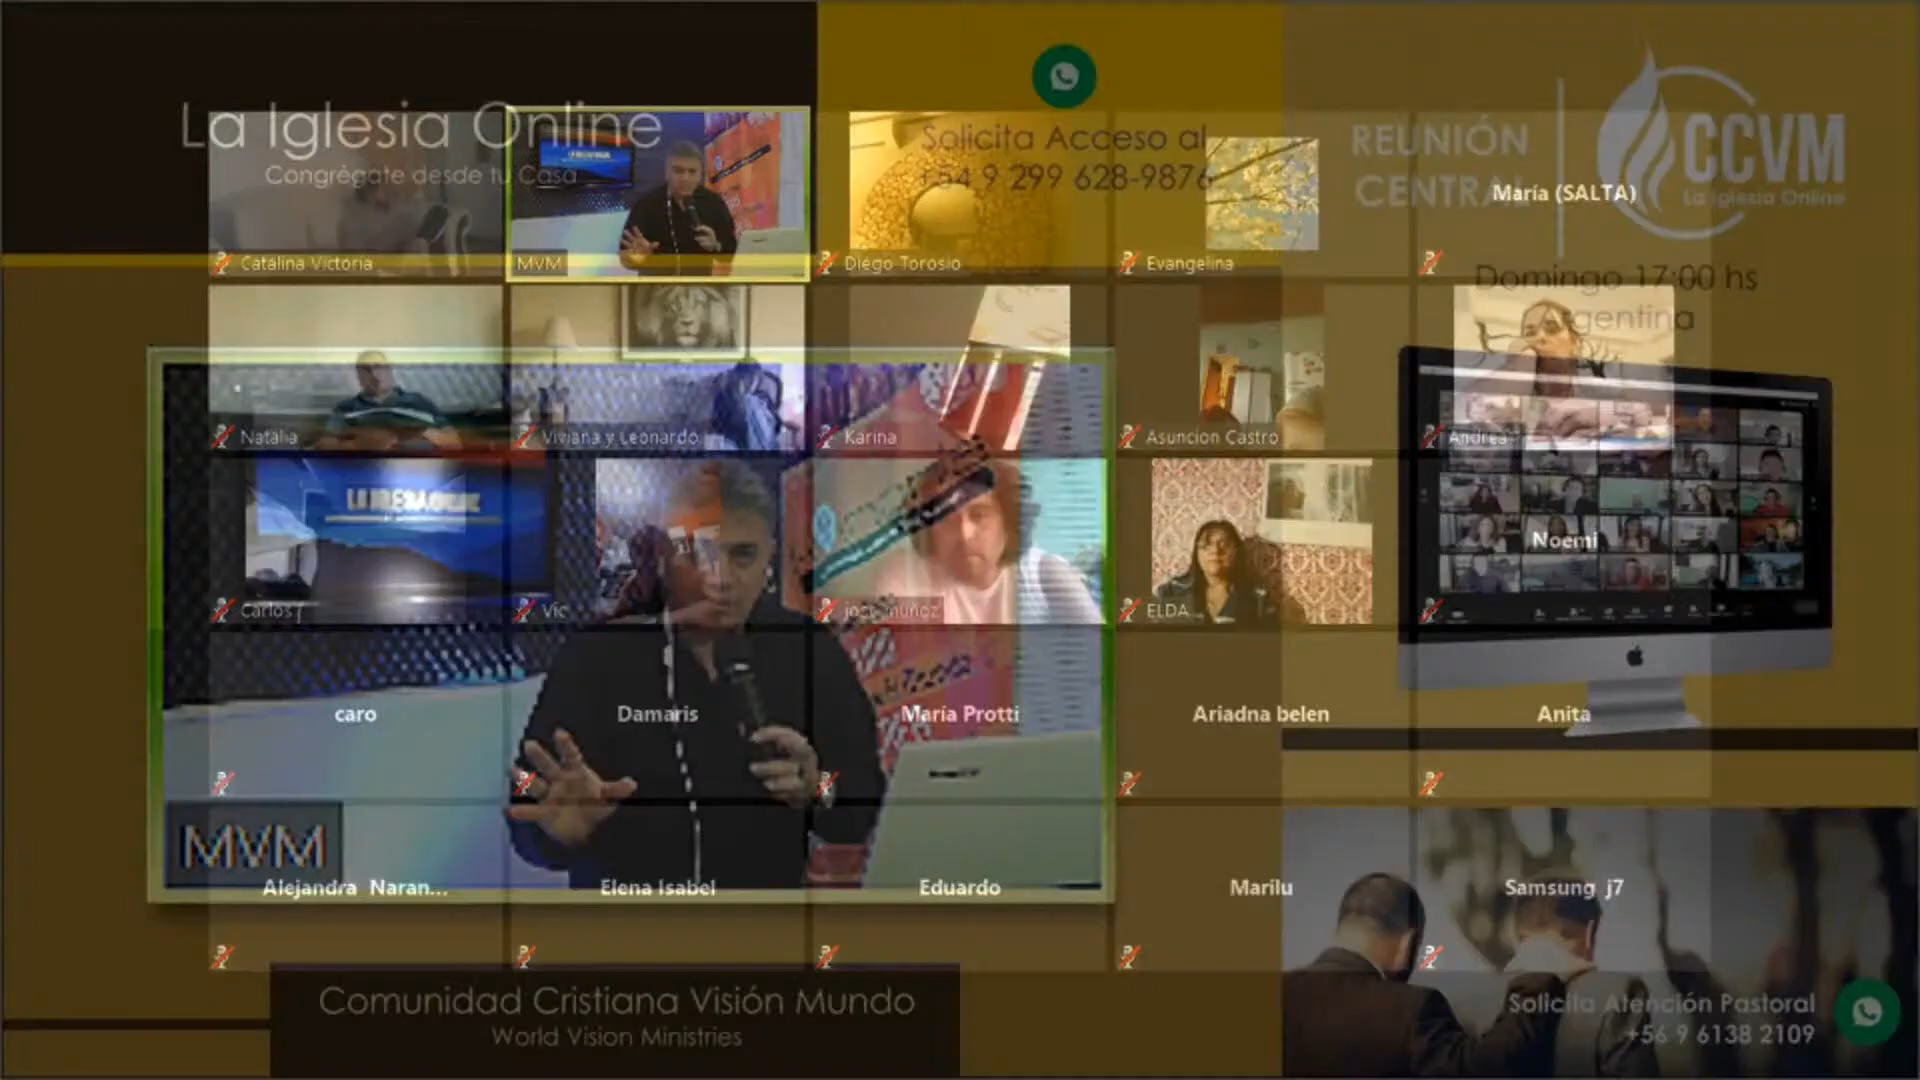 La Iglesia Online
Congrégate desde tu Casa
Solicita Acceso al
+54 9 299 628-9876
REUNIÓN
CENTRAL
CCVM
La Iglesia Online
Domingo 17:00 hs
Argentina
Catalina Victoria
MVM
Diego Torosio
Evangelina
María (SALTA)
Natalia
Viviana y Leonardo
Karina
Asuncion Castro
Andrea
LA IGLESIA ONLINE
Carlos
Vic
ELDA
Noemi
caro
Damaris
María Protti
Ariadna belen
Anita
MVM
Alejandra Naran...
Elena Isabel
Eduardo
Marilu
Samsung j7
Comunidad Cristiana Visión Mundo
World Vision Ministries
Solicita Atención Pastoral
+56 9 6138 2109